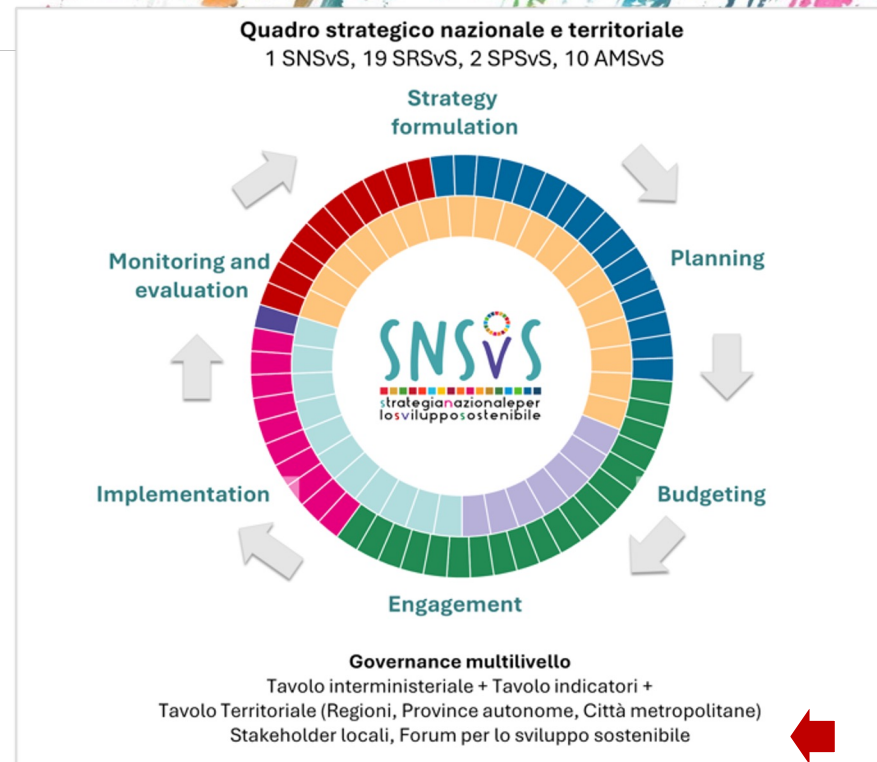 Quadro strategico nazionale e territoriale
1 SNSvS, 19 SRSvS, 2 SPSvS, 10 AMSvS
Strategy
formulation
Monitoring and
evaluation
Planning
SNSvS
strategianazionaleper
losvilupposostenibile
Implementation
Budgeting
Engagement
Governance multilivello
Tavolo interministeriale + Tavolo indicatori +
Tavolo Territoriale (Regioni, Province autonome, Città metropolitane)
Stakeholder locali, Forum per lo sviluppo sostenibile